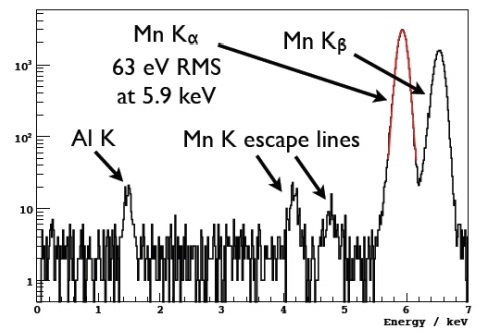 Mn Kα
63 eV RMS
at 5.9 keV
Mn Kβ
Al K
Mn K escape lines
10³
10²
10
1
0 1 2 3 4 5 6 7
Energy / keV